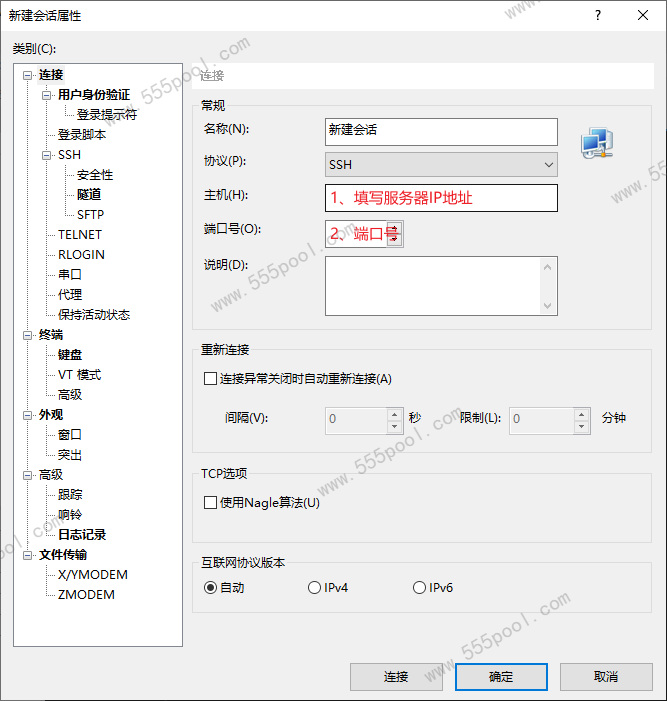 新建会话属性
类别(C):
连接
用户身份验证
登录提示符
登录脚本
SSH
安全性
隧道
SFTP
TELNET
RLOGIN
串口
代理
保持活动状态
终端
键盘
VT 模式
高级
外观
窗口
突出
高级
跟踪
响铃
日志记录
文件传输
X/YMODEM
ZMODEM
连接
常规
名称(N): 新建会话
协议(P): SSH
主机(H): 1、填写服务器IP地址
端口号(O): 2、端口号
说明(D):
重新连接
连接异常关闭时自动重新连接(A)
间隔(V): 0 秒 限制(L): 0 分钟
TCP选项
使用Nagle算法(U)
互联网协议版本
自动 IPv4 IPv6
连接 确定 取消
www.555pool.com
www.555pool.com
www.555pool.com
www.555pool.com